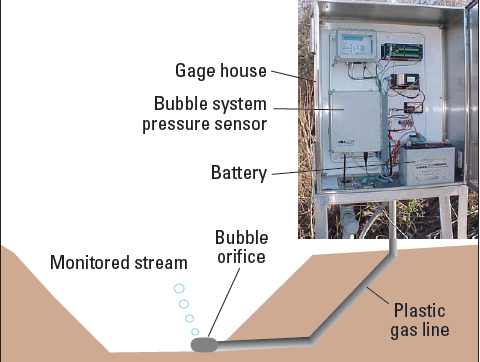 Gage house
Bubble system
pressure sensor
Battery
Bubble
orifice
Monitored stream
Plastic
gas line